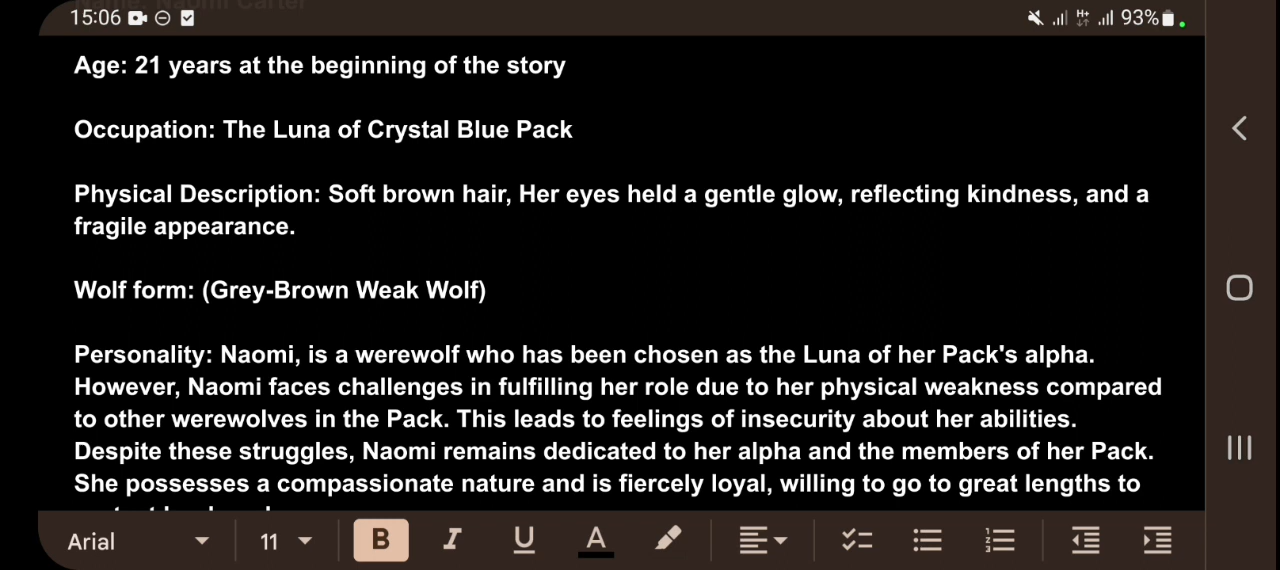 Name: Naomi Carter
15:06
H+ 93%
Age: 21 years at the beginning of the story
Occupation: The Luna of Crystal Blue Pack
Physical Description: Soft brown hair, Her eyes held a gentle glow, reflecting kindness, and a
fragile appearance.
Wolf form: (Grey-Brown Weak Wolf)
Personality: Naomi, is a werewolf who has been chosen as the Luna of her Pack's alpha.
However, Naomi faces challenges in fulfilling her role due to her physical weakness compared
to other werewolves in the Pack. This leads to feelings of insecurity about her abilities.
Despite these struggles, Naomi remains dedicated to her alpha and the members of her Pack.
She possesses a compassionate nature and is fiercely loyal, willing to go to great lengths to
Arial 11 B I U A